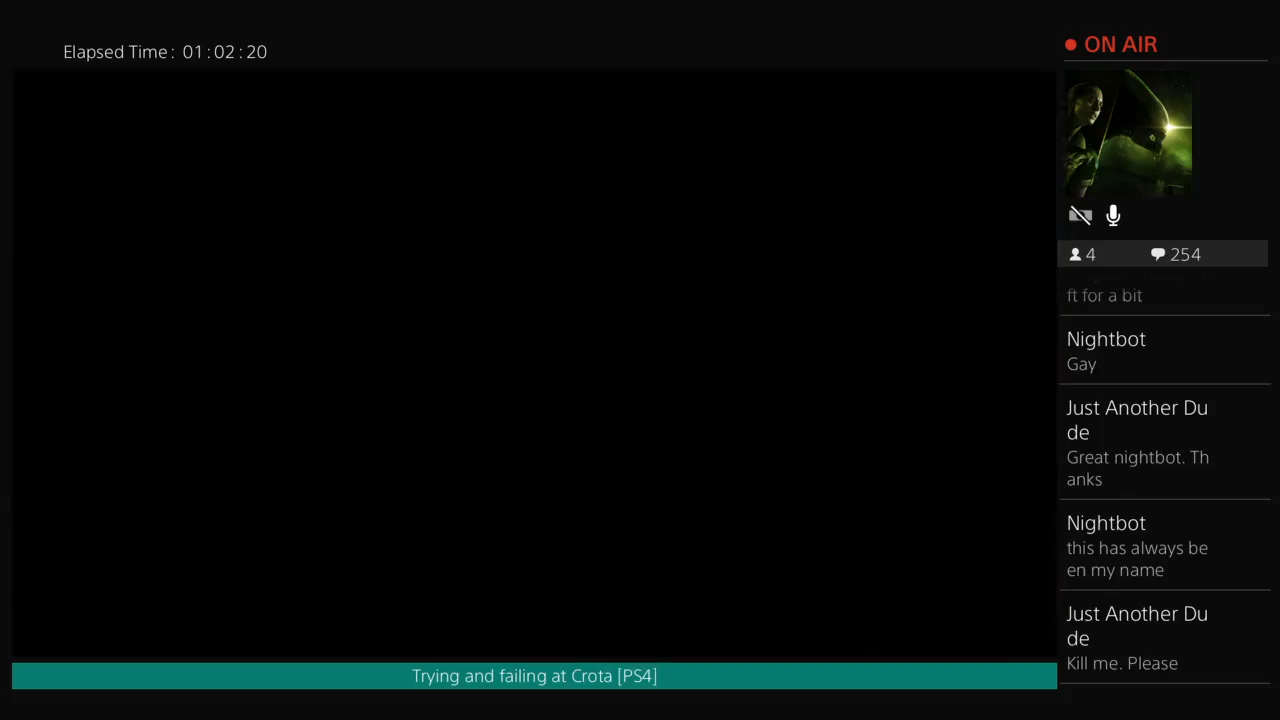 Elapsed Time: 01:02:20
ON AIR
4 254
ft for a bit
Nightbot
Gay
Just Another Du
de
Great nightbot. Th
anks
Nightbot
this has always be
en my name
Just Another Du
de
Kill me. Please
Trying and failing at Crota [PS4]